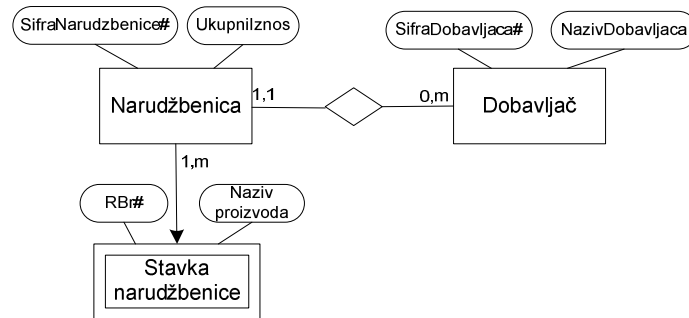 SifraNarudzbenice#
UkupniIznos
SifraDobavljaca#
NazivDobavljaca
Narudžbenica
1,1
0,m
Dobavljač
1,m
RBr#
Naziv
proizvoda
Stavka
narudžbenice